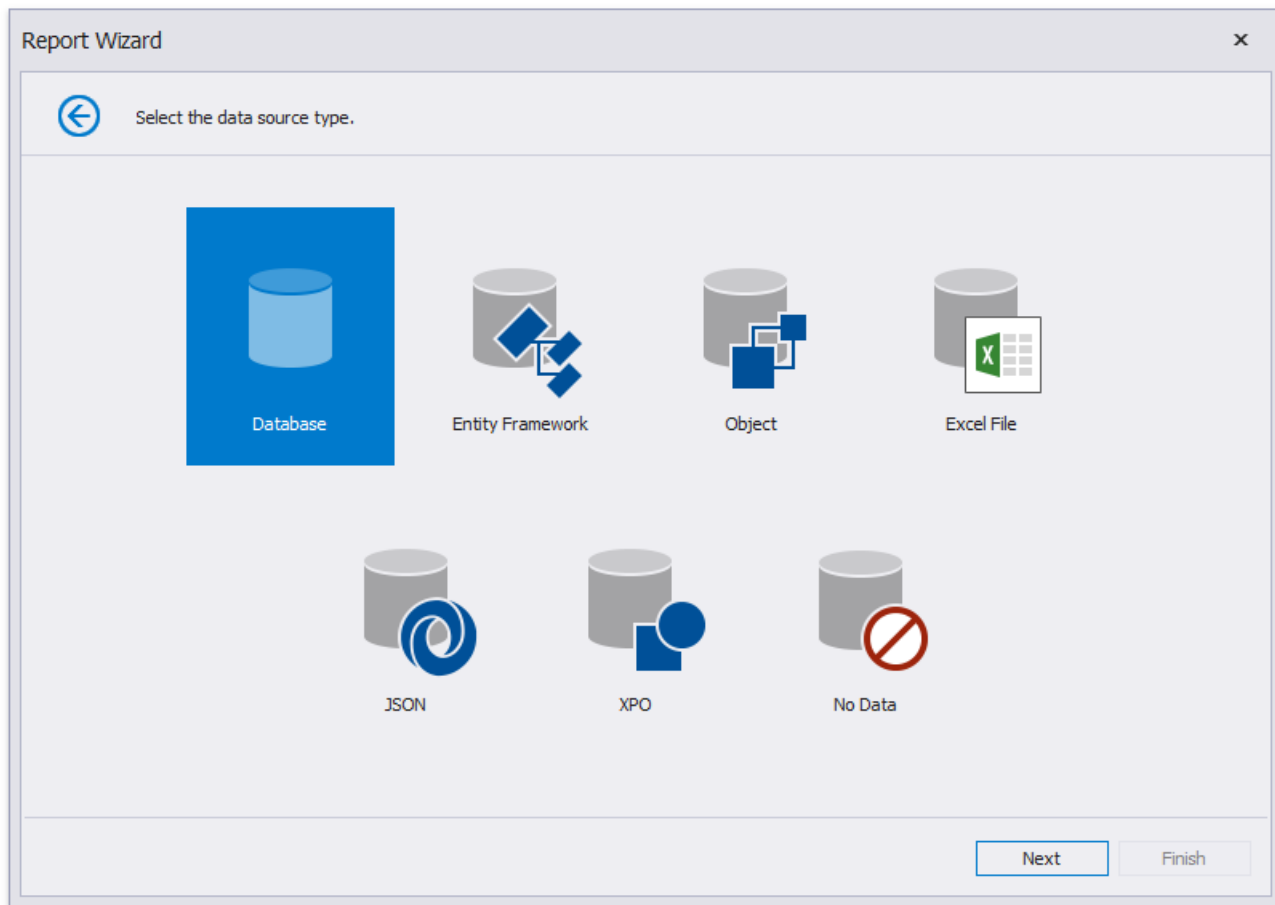 Report Wizard
Select the data source type.
Database
Entity Framework
Object
Excel File
X
JSON
XPO
No Data
Next
Finish